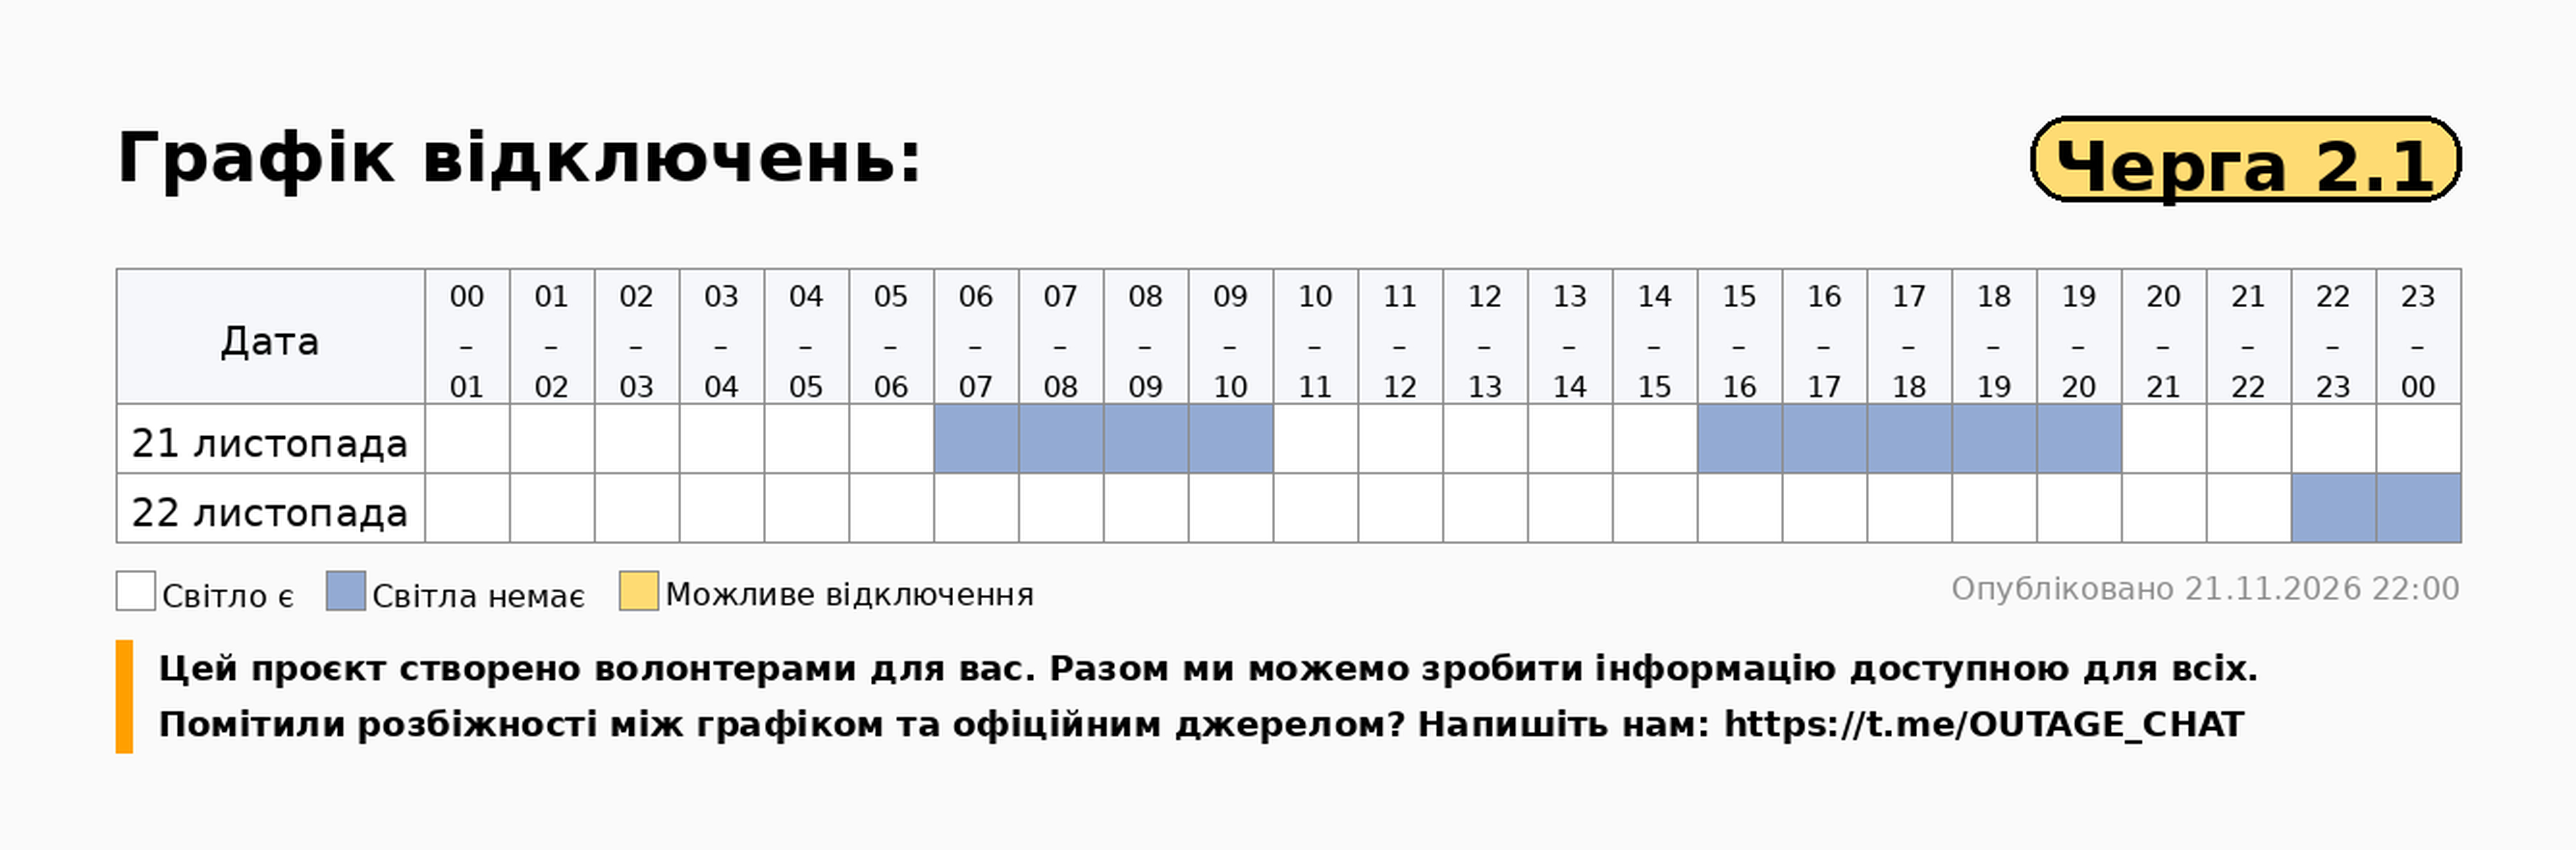 Графік відключень:
Черга 2.1
Дата
00 – 01
01 – 02
02 – 03
03 – 04
04 – 05
05 – 06
06 – 07
07 – 08
08 – 09
09 – 10
10 – 11
11 – 12
12 – 13
13 – 14
14 – 15
15 – 16
16 – 17
17 – 18
18 – 19
19 – 20
20 – 21
21 – 22
22 – 23
23 – 00
21 листопада
22 листопада
Світло є
Світла немає
Можливе відключення
Опубліковано 21.11.2026 22:00
Цей проєкт створено волонтерами для вас. Разом ми можемо зробити інформацію доступною для всіх.
Помітили розбіжності між графіком та офіційним джерелом? Напишіть нам: https://t.me/OUTAGE_CHAT